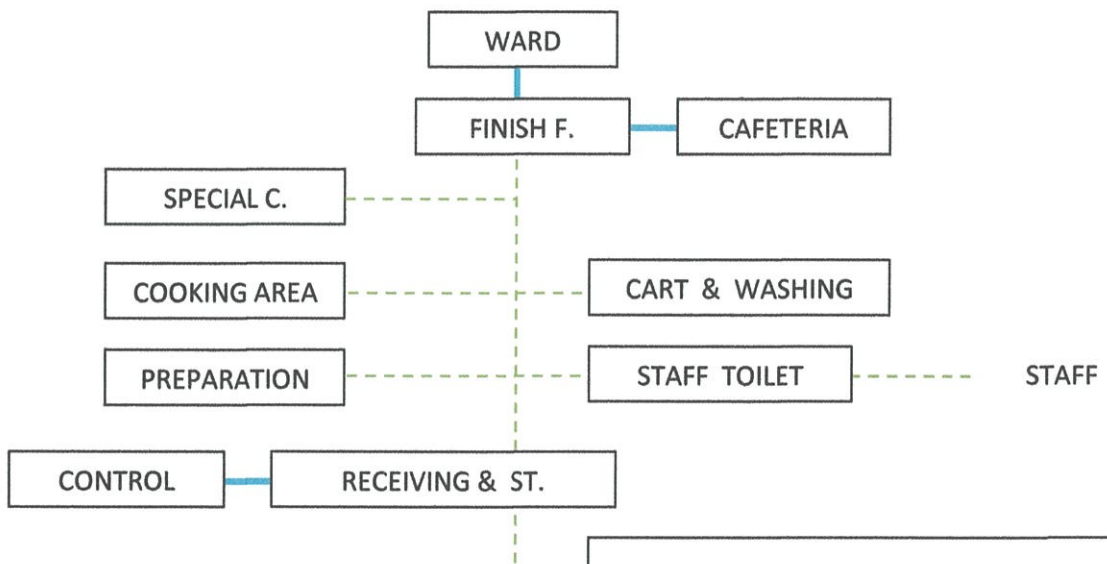 WARD
FINISH F.
CAFETERIA
SPECIAL C.
COOKING AREA
CART & WASHING
PREPARATION
STAFF TOILET
STAFF
CONTROL
RECEIVING & ST.